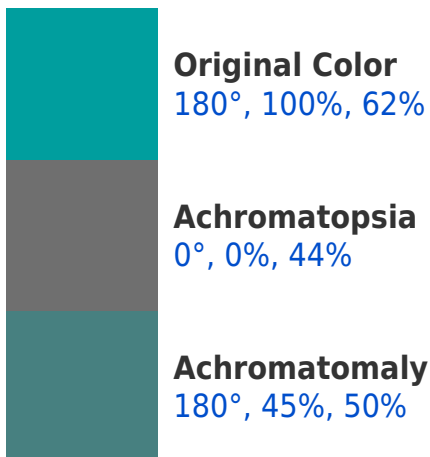 Original Color
180°, 100%, 62%
Achromatopsia
0°, 0%, 44%
Achromatomaly
180°, 45%, 50%